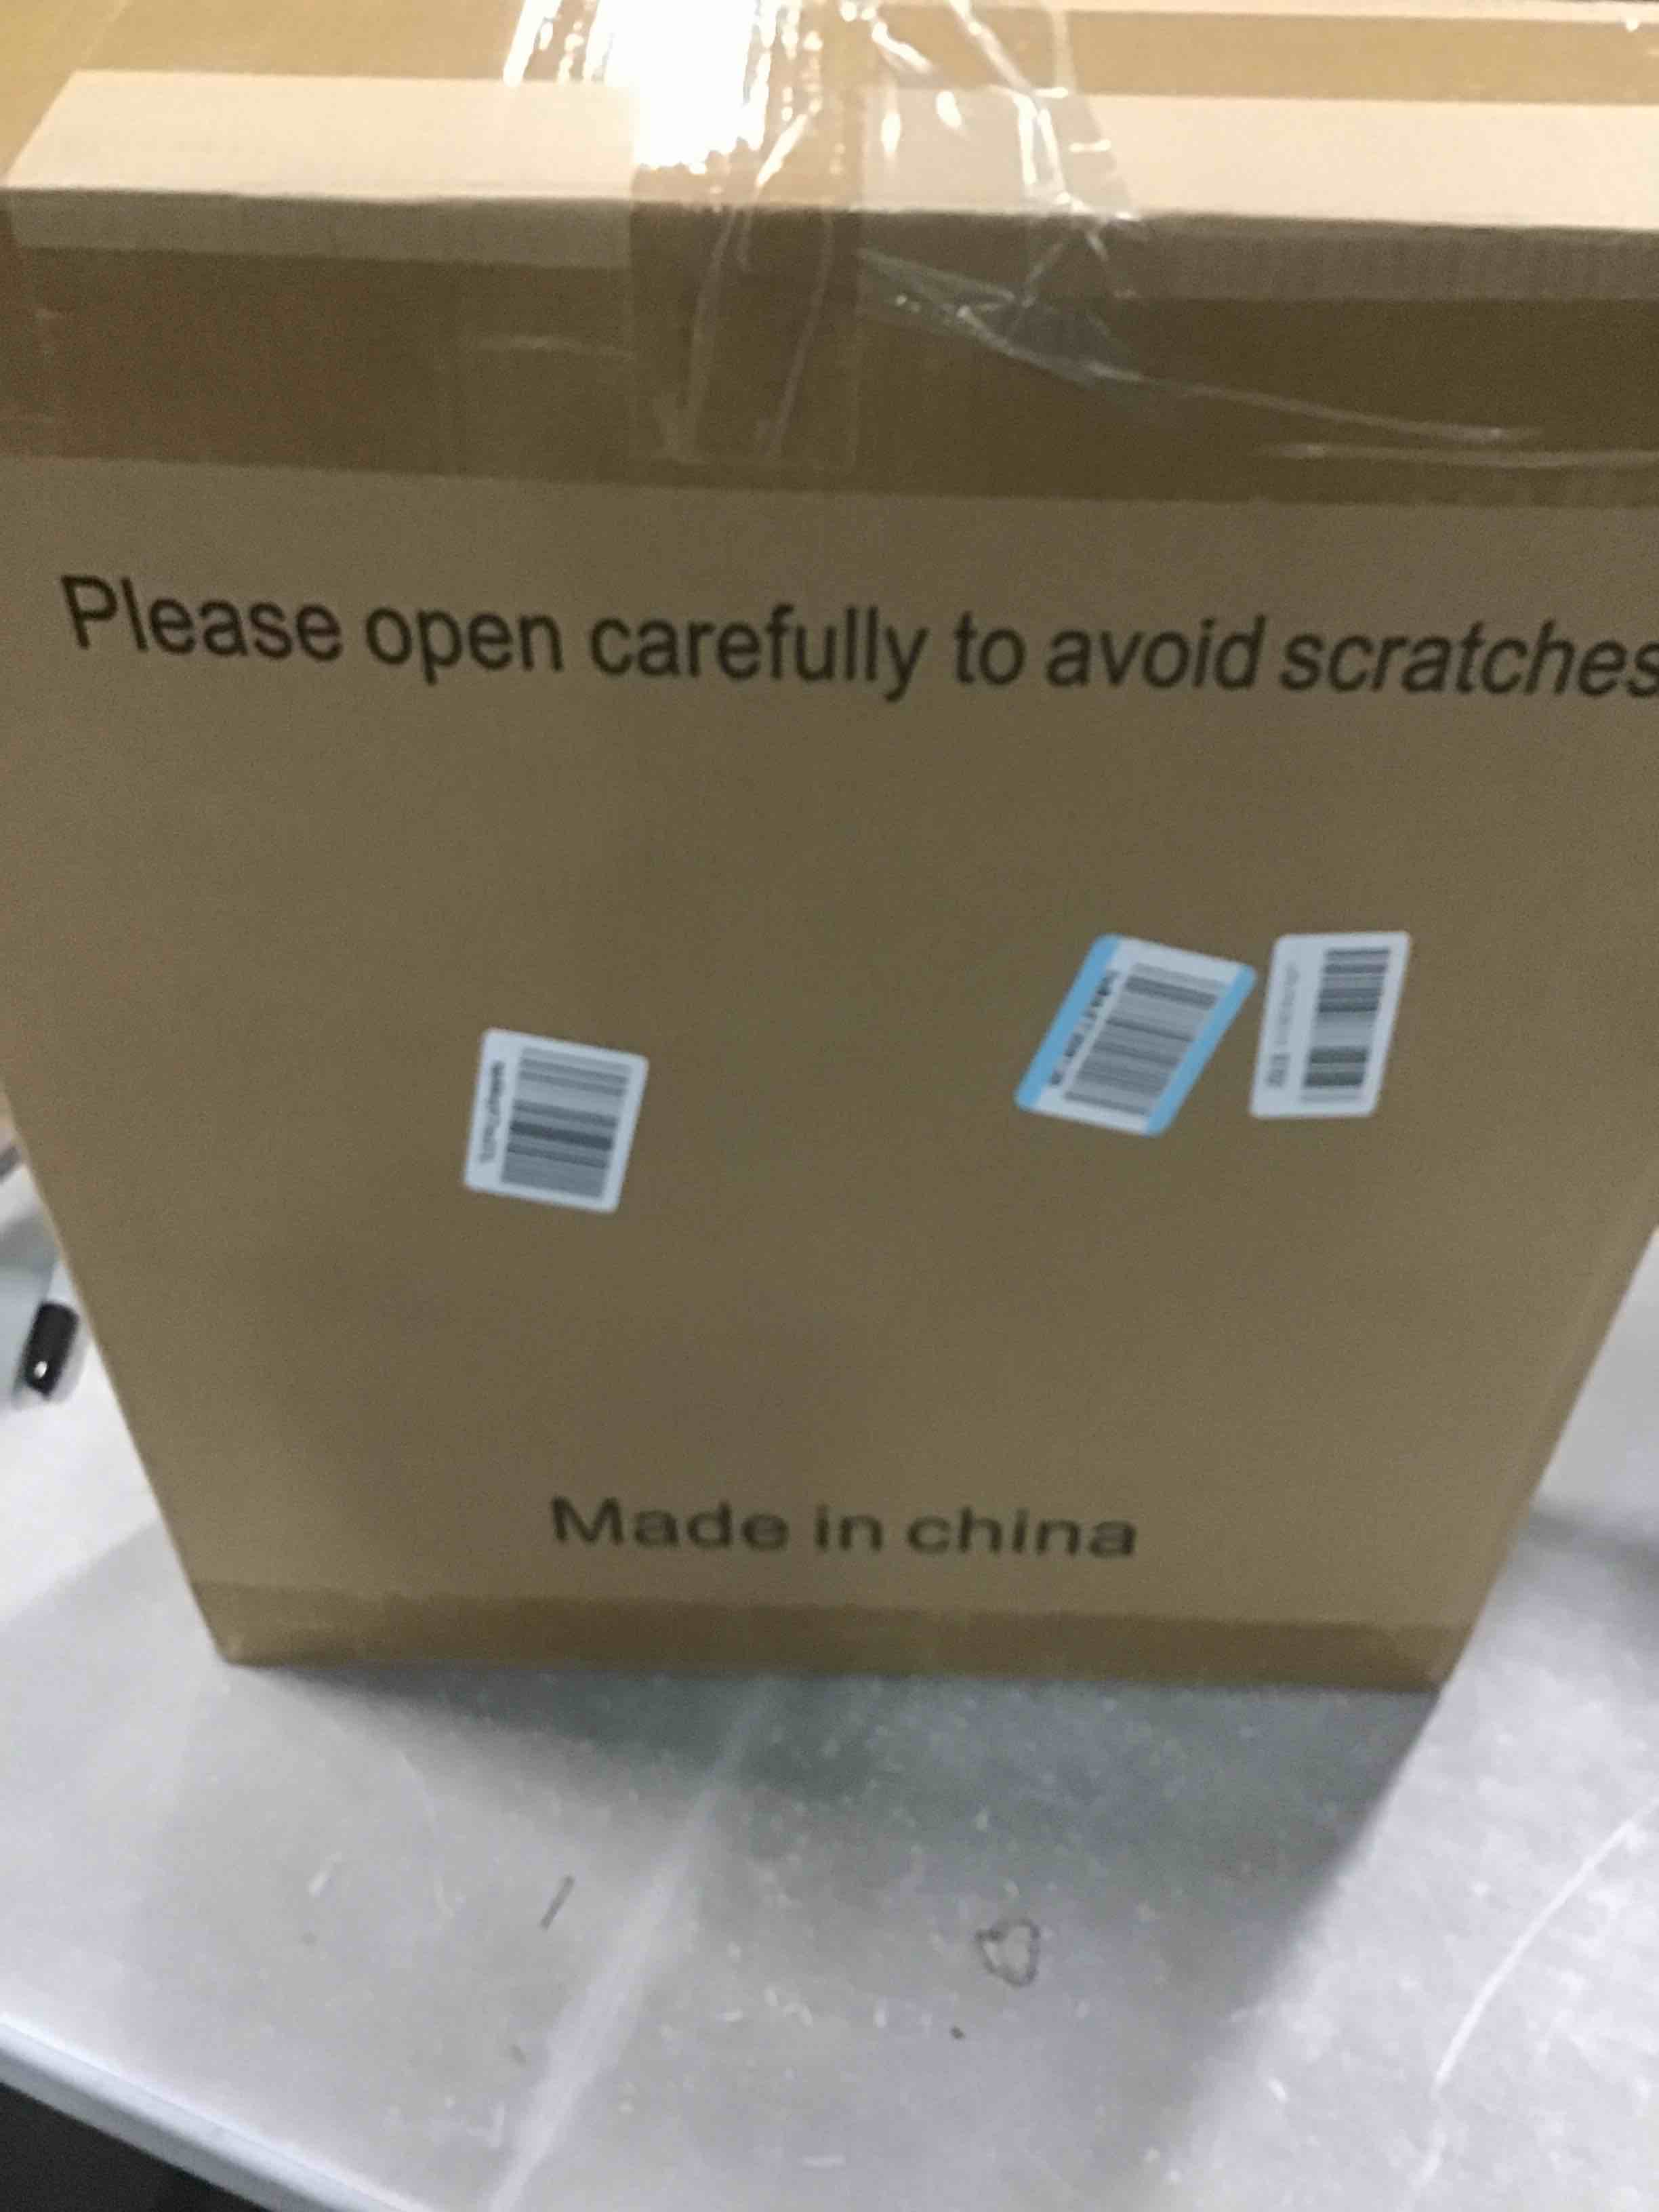 Please open carefully to avoid scratches
Made in china